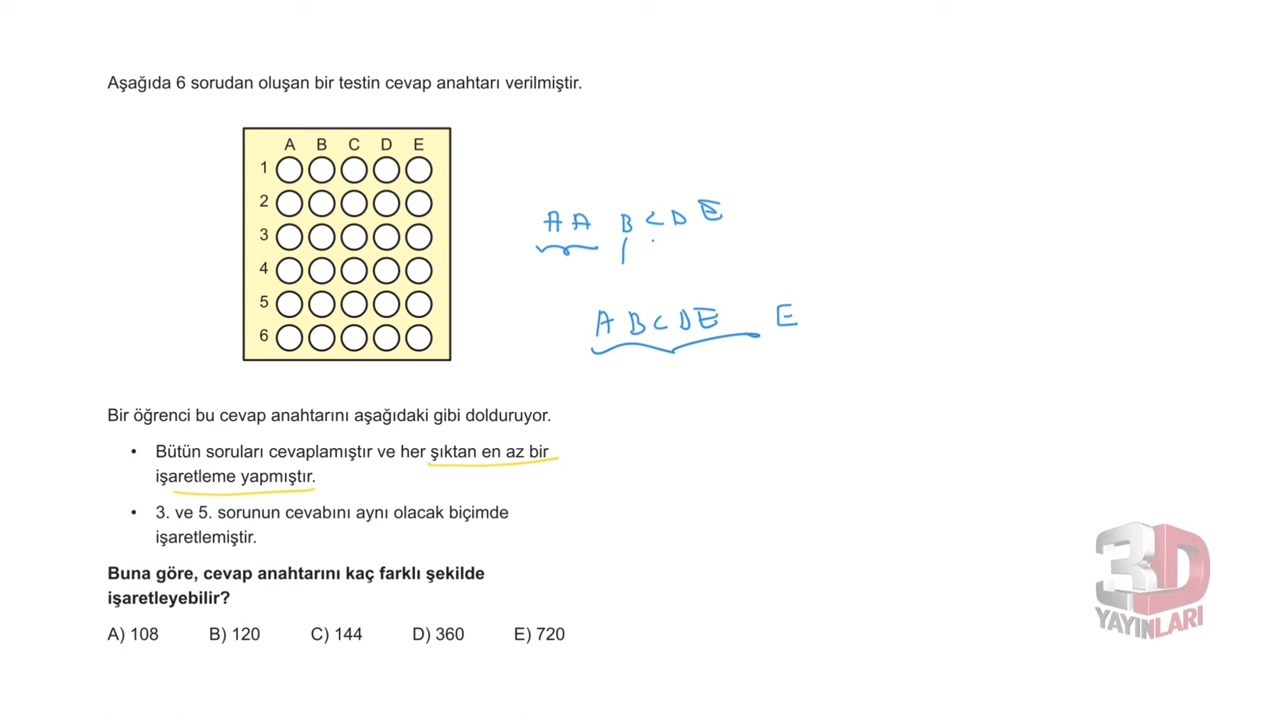 Aşağıda 6 sorudan oluşan bir testin cevap anahtarı verilmiştir.
A B C D E
1
2
3
4
5
6
A A B C D E
A B C D E E
Bir öğrenci bu cevap anahtarını aşağıdaki gibi dolduruyor.
• Bütün soruları cevaplamıştır ve her şıktan en az bir
işaretleme yapmıştır.
• 3. ve 5. sorunun cevabını aynı olacak biçimde
işaretlemiştir.
Buna göre, cevap anahtarını kaç farklı şekilde
işaretleyebilir?
A) 108 B) 120 C) 144 D) 360 E) 720
3D
YAYINLARI